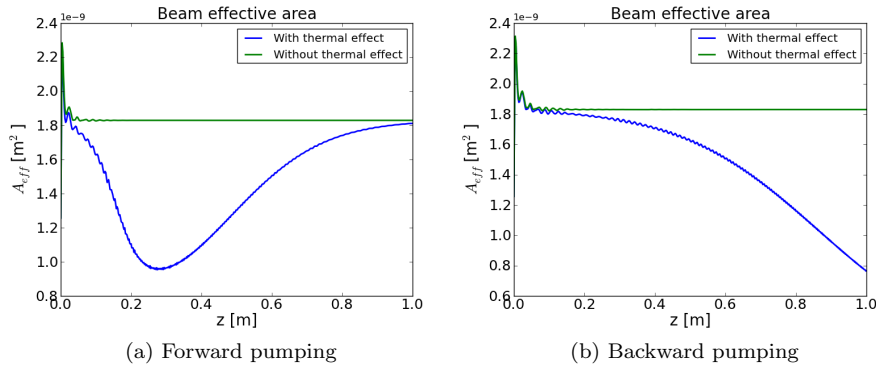 Beam effective area
1e−9
2.4
2.2
2.0
1.8
1.6
1.4
1.2
1.0
0.8
0.0
0.2
0.4
0.6
0.8
1.0
A_eff [m²]
z [m]
With thermal effect
Without thermal effect
(a) Forward pumping
Beam effective area
1e−9
2.4
2.2
2.0
1.8
1.6
1.4
1.2
1.0
0.8
0.6
0.0
0.2
0.4
0.6
0.8
1.0
A_eff [m²]
z [m]
With thermal effect
Without thermal effect
(b) Backward pumping